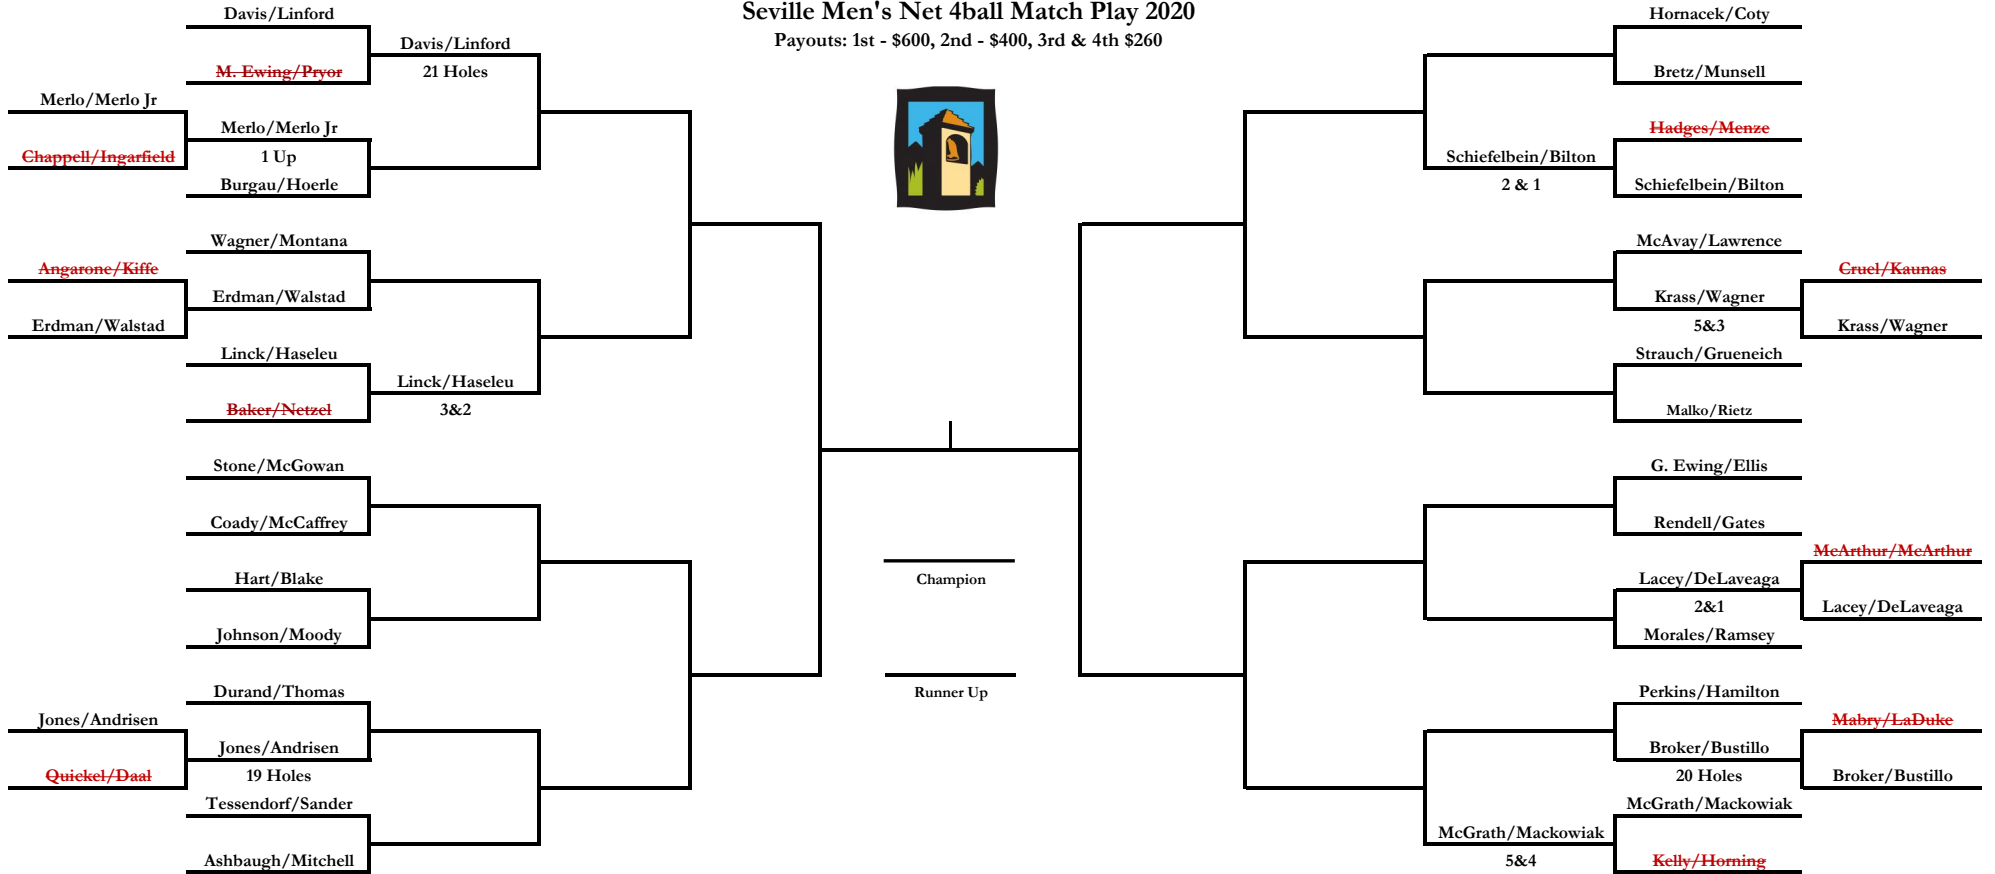 Seville Men's Net 4ball Match Play 2020
Payouts: 1st - $600, 2nd - $400, 3rd & 4th $260
Davis/Linford
Davis/Linford
M. Ewing/Pryor
21 Holes
Merlo/Merlo Jr
Merlo/Merlo Jr
Chappell/Ingarfield
1 Up
Burgau/Hoerle
Wagner/Montana
Angarone/Kiffe
Erdman/Walstad
Erdman/Walstad
Linck/Haseleu
Linck/Haseleu
Baker/Netzel
3&2
Stone/McGowan
Coady/McCaffrey
Hart/Blake
Johnson/Moody
Durand/Thomas
Jones/Andrisen
Jones/Andrisen
Quickel/Daal
19 Holes
Tessendorf/Sander
Ashbaugh/Mitchell
Champion
Runner Up
Hornacek/Coty
Bretz/Munsell
Hadges/Menze
Schiefelbein/Bilton
2 & 1
Schiefelbein/Bilton
McAvay/Lawrence
Cruel/Kaunas
Krass/Wagner
5&3
Krass/Wagner
Strauch/Grueneich
Malko/Rietz
G. Ewing/Ellis
Rendell/Gates
McArthur/McArthur
Lacey/DeLaveaga
2&1
Lacey/DeLaveaga
Morales/Ramsey
Perkins/Hamilton
Mabry/LaDuke
Broker/Bustillo
20 Holes
Broker/Bustillo
McGrath/Mackowiak
McGrath/Mackowiak
5&4
Kelly/Horning